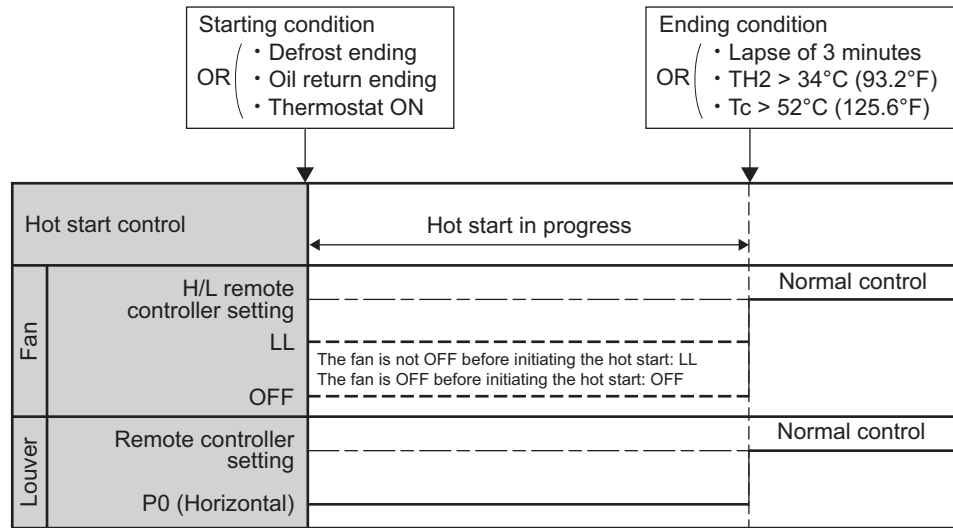 Starting condition
OR
・Defrost ending
・Oil return ending
・Thermostat ON
Ending condition
OR
・Lapse of 3 minutes
・TH2 > 34°C (93.2°F)
・Tc > 52°C (125.6°F)
Hot start control
Hot start in progress
Fan
H/L remote
controller setting
Normal control
LL
The fan is not OFF before initiating the hot start: LL
The fan is OFF before initiating the hot start: OFF
OFF
Louver
Remote controller
setting
Normal control
P0 (Horizontal)